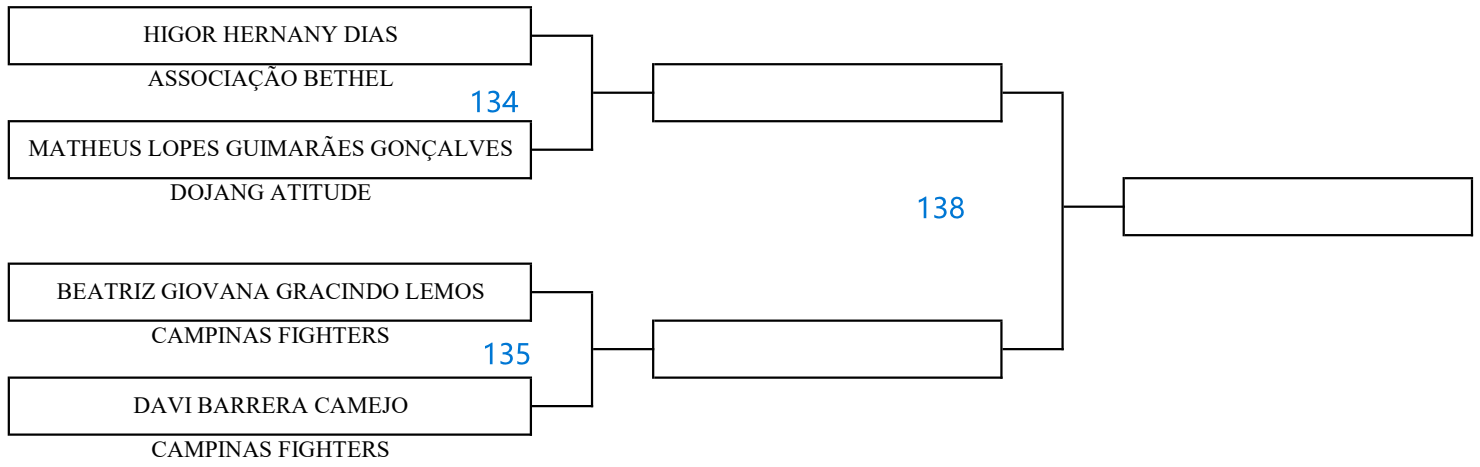 HIGOR HERNANY DIAS
ASSOCIAÇÃO BETHEL
134
MATHEUS LOPES GUIMARÃES GONÇALVES
DOJANG ATITUDE
138
BEATRIZ GIOVANA GRACINDO LEMOS
CAMPINAS FIGHTERS
135
DAVI BARRERA CAMEJO
CAMPINAS FIGHTERS